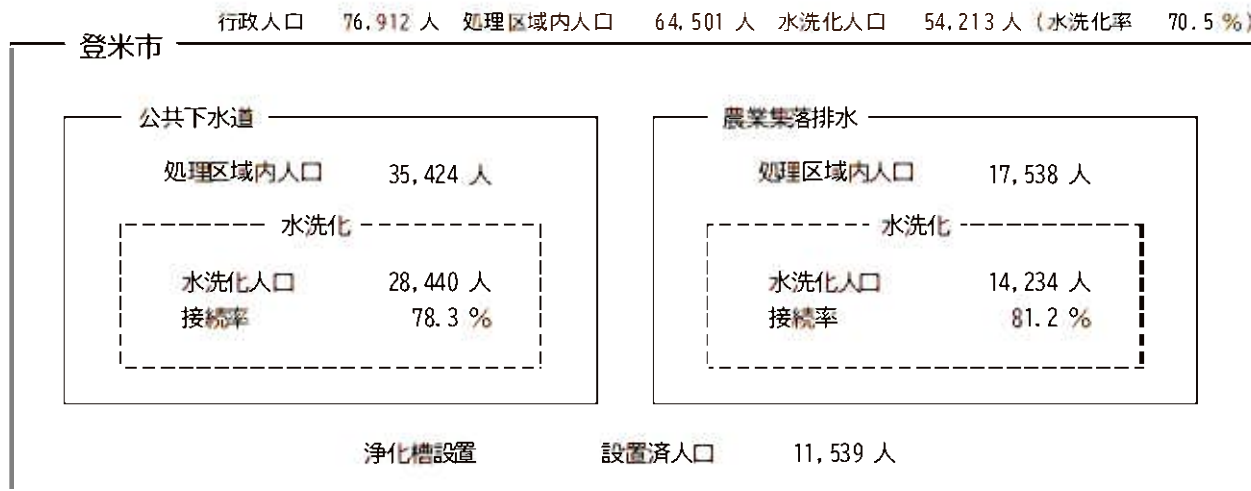 行政人口 76,912 人 処理区域内人口 64,501 人 水洗化人口 54,213 人 (水洗化率 70.5 %)
登米市
公共下水道
処理区域内人口 35,424 人
水洗化
水洗化人口 28,440 人
接続率 78.3 %
農業集落排水
処理区域内人口 17,538 人
水洗化
水洗化人口 14,234 人
接続率 81.2 %
浄化槽設置 設置済人口 11,539 人